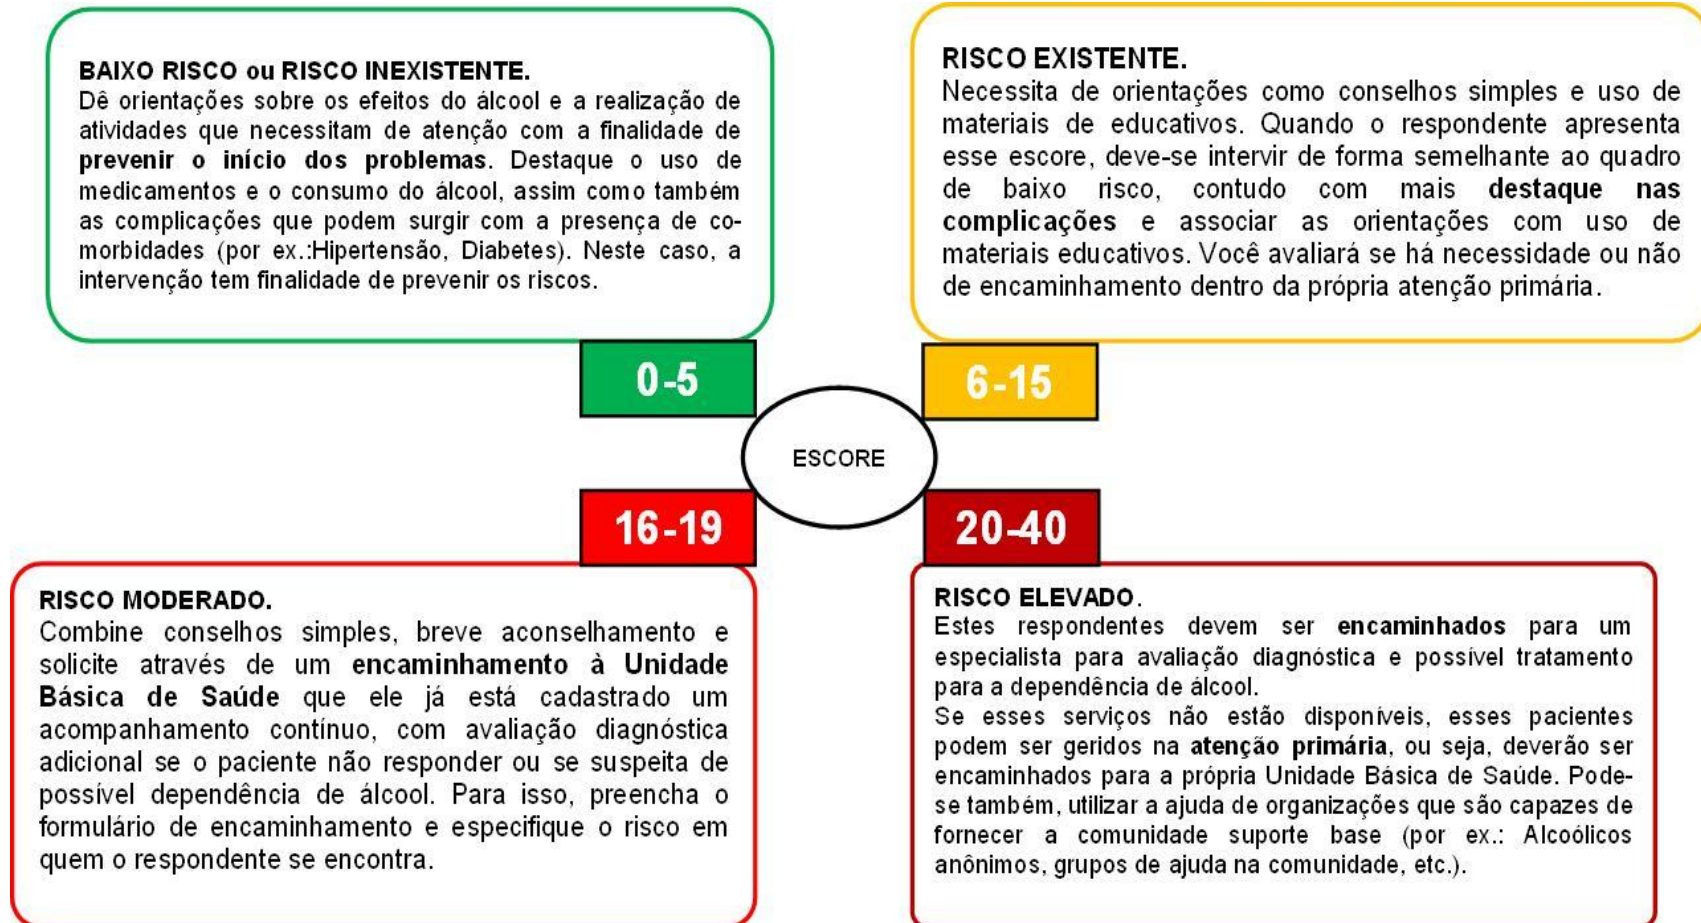 BAIXO RISCO ou RISCO INEXISTENTE.
Dê orientações sobre os efeitos do álcool e a realização de
atividades que necessitam de atenção com a finalidade de
prevenir o início dos problemas. Destaque o uso de
medicamentos e o consumo do álcool, assim como também
as complicações que podem surgir com a presença de co-
morbidades (por ex.:Hipertensão, Diabetes). Neste caso, a
intervenção tem finalidade de prevenir os riscos.
0-5
RISCO EXISTENTE.
Necessita de orientações como conselhos simples e uso de
materiais de educativos. Quando o respondente apresenta
esse escore, deve-se intervir de forma semelhante ao quadro
de baixo risco, contudo com mais destaque nas
complicações e associar as orientações com uso de
materiais educativos. Você avaliará se há necessidade ou não
de encaminhamento dentro da própria atenção primária.
6-15
ESCORE
16-19
RISCO MODERADO.
Combine conselhos simples, breve aconselhamento e
solicite através de um encaminhamento à Unidade
Básica de Saúde que ele já está cadastrado um
acompanhamento contínuo, com avaliação diagnóstica
adicional se o paciente não responder ou se suspeita de
possível dependência de álcool. Para isso, preencha o
formulário de encaminhamento e especifique o risco em
quem o respondente se encontra.
20-40
RISCO ELEVADO.
Estes respondentes devem ser encaminhados para um
especialista para avaliação diagnóstica e possível tratamento
para a dependência de álcool.
Se esses serviços não estão disponíveis, esses pacientes
podem ser geridos na atenção primária, ou seja, deverão ser
encaminhados para a própria Unidade Básica de Saúde. Pode-
se também, utilizar a ajuda de organizações que são capazes de
fornecer a comunidade suporte base (por ex.: Alcoólicos
anônimos, grupos de ajuda na comunidade, etc.).